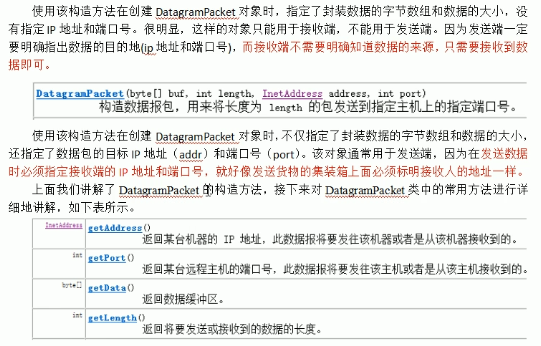 使用该构造方法在创建 DatagramPacket 对象时，指定了封装数据的字节数组和数据的大小，没
有指定 IP 地址和端口号。很明显，这样的对象只能用于接收端，不能用于发送端。因为发送端一定
要明确指出数据的目的地(ip 地址和端口号)，而接收端不需要明确知道数据的来源，只需要接收到数
据即可。
DatagramPacket(byte[] buf, int length, InetAddress address, int port)
构造数据报包，用来将长度为 length 的包发送到指定主机上的指定端口号。
使用该构造方法在创建 DatagramPacket 对象时，不仅指定了封装数据的字节数组和数据的大小，
还指定了数据包的目标 IP 地址（addr）和端口号（port）。该对象通常用于发送端，因为在发送数据
时必须指定接收端的 IP 地址和端口号，就好像发送货物的集装箱上面必须标明接收人的地址一样。
上面我们讲解了 DatagramPacket 的构造方法，接下来对 DatagramPacket 类中的常用方法进行详
细地讲解，如下表所示。
InetAddress getAddress()
返回某台机器的 IP 地址，此数据报将要发往该机器或者是从该机器接收到的。
int getPort()
返回某台远程主机的端口号，此数据报将要发往该主机或者是从该主机接收到的。
byte[] getData()
返回数据缓冲区。
int getLength()
返回将要发送或接收到的数据的长度。